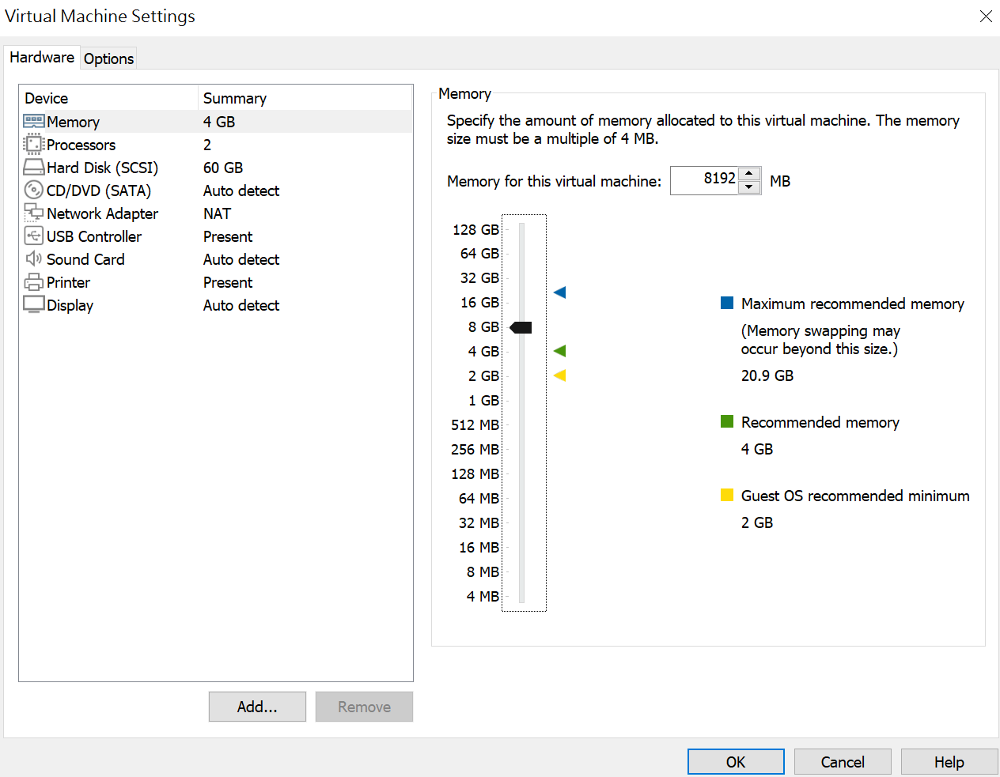 Virtual Machine Settings
Hardware
Options
Device Summary
Memory 4 GB
Processors 2
Hard Disk (SCSI) 60 GB
CD/DVD (SATA) Auto detect
Network Adapter NAT
USB Controller Present
Sound Card Auto detect
Printer Present
Display Auto detect
Add...
Remove
Memory
Specify the amount of memory allocated to this virtual machine. The memory
size must be a multiple of 4 MB.
Memory for this virtual machine: 8192 MB
128 GB
64 GB
32 GB
16 GB
8 GB
4 GB
2 GB
1 GB
512 MB
256 MB
128 MB
64 MB
32 MB
16 MB
8 MB
4 MB
Maximum recommended memory
(Memory swapping may
occur beyond this size.)
20.9 GB
Recommended memory
4 GB
Guest OS recommended minimum
2 GB
OK
Cancel
Help